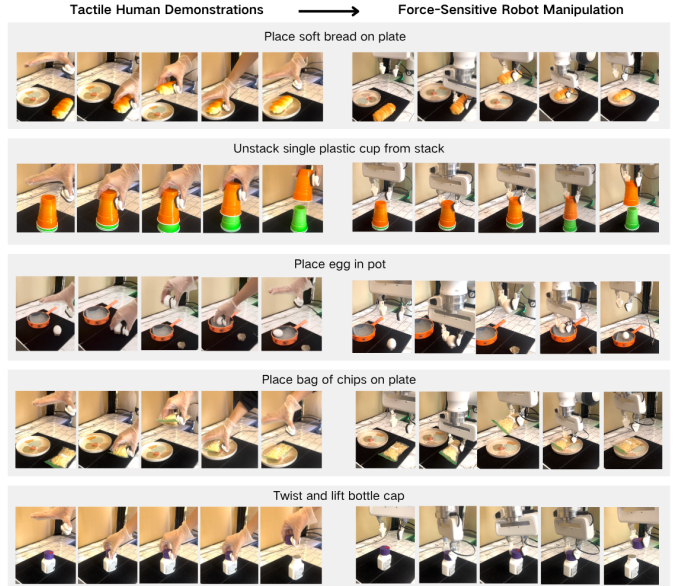 Tactile Human Demonstrations
Force-Sensitive Robot Manipulation
Place soft bread on plate
Unstack single plastic cup from stack
Place egg in pot
Place bag of chips on plate
Twist and lift bottle cap